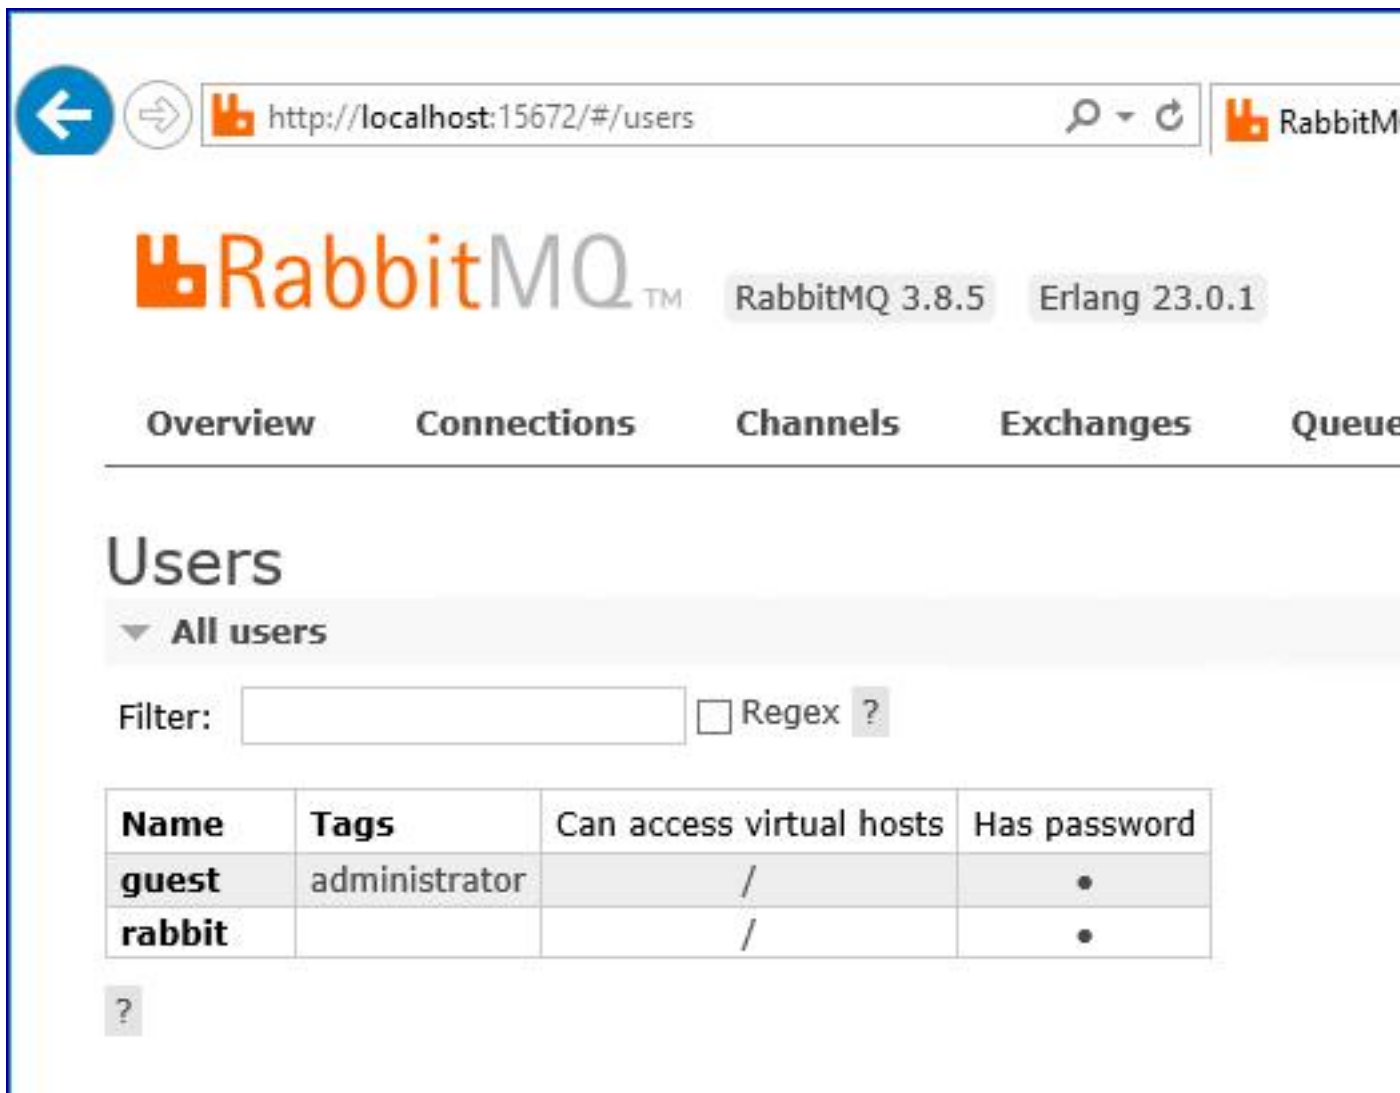 http://localhost:15672/#/users RabbitM
RabbitMQ TM RabbitMQ 3.8.5 Erlang 23.0.1
Overview Connections Channels Exchanges Queue
Users
All users
Filter: Regex ?
Name Tags Can access virtual hosts Has password
guest administrator / •
rabbit / •
?